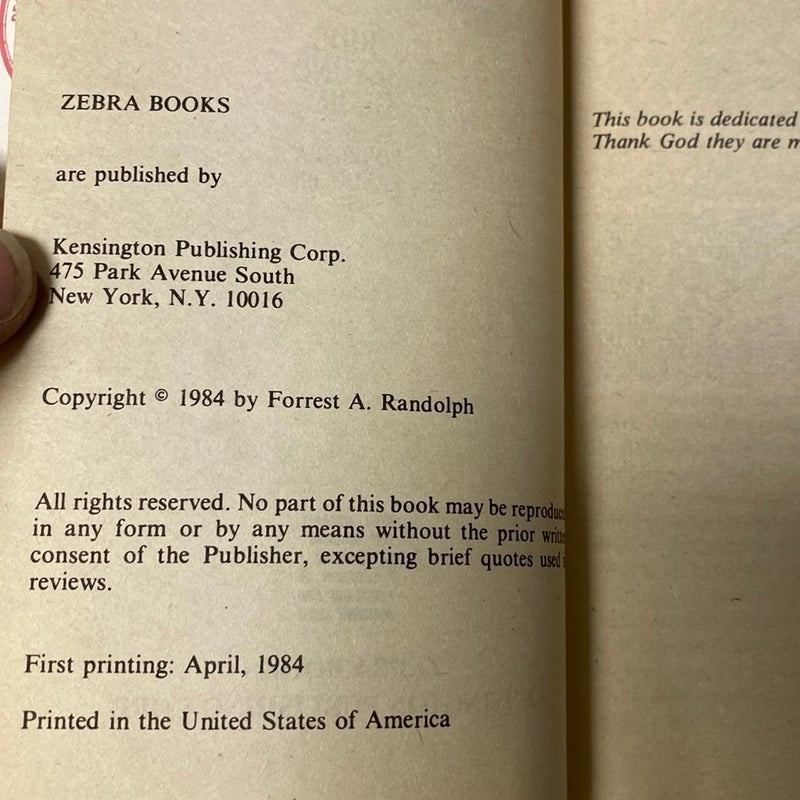 ZEBRA BOOKS
are published by
Kensington Publishing Corp.
475 Park Avenue South
New York, N.Y. 10016
Copyright © 1984 by Forrest A. Randolph
All rights reserved. No part of this book may be reproduc
in any form or by any means without the prior writte
consent of the Publisher, excepting brief quotes used i
reviews.
First printing: April, 1984
Printed in the United States of America
This book is dedicated
Thank God they are m